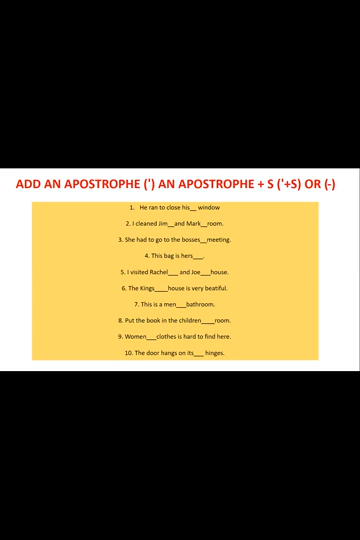 ADD AN APOSTROPHE (') AN APOSTROPHE + S ('+S) OR (-)
1. He ran to close his__ window
2. I cleaned Jim__and Mark__room.
3. She had to go to the bosses__meeting.
4. This bag is hers___.
5. I visited Rachel___ and Joe___house.
6. The Kings____house is very beatiful.
7. This is a men___bathroom.
8. Put the book in the children____room.
9. Women___clothes is hard to find here.
10. The door hangs on its___ hinges.